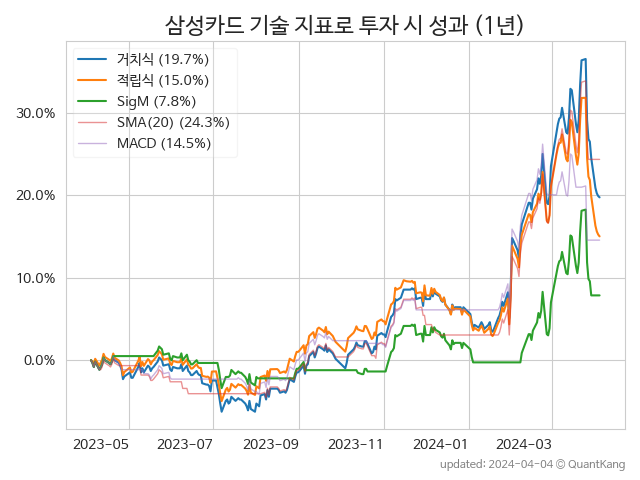 삼성카드 기술 지표로 투자 시 성과 (1년)
거치식 (19.7%)
적립식 (15.0%)
SigM (7.8%)
SMA(20) (24.3%)
MACD (14.5%)
30.0%
20.0%
10.0%
0.0%
2023-05 2023-07 2023-09 2023-11 2024-01 2024-03
updated: 2024-04-04 © QuantKang